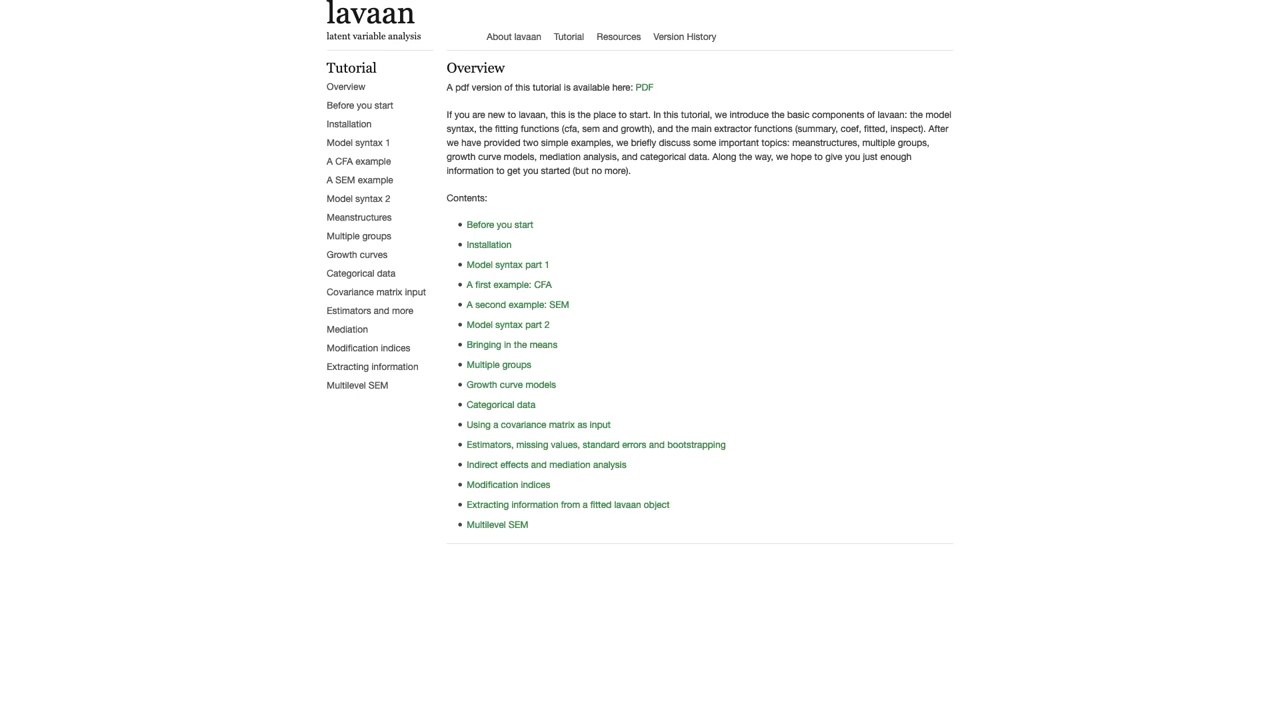 lavaan
latent variable analysis
About lavaan Tutorial Resources Version History
Tutorial
Overview
Before you start
Installation
Model syntax 1
A CFA example
A SEM example
Model syntax 2
Meanstructures
Multiple groups
Growth curves
Categorical data
Covariance matrix input
Estimators and more
Mediation
Modification indices
Extracting information
Multilevel SEM
Overview
A pdf version of this tutorial is available here: PDF
If you are new to lavaan, this is the place to start. In this tutorial, we introduce the basic components of lavaan: the model
syntax, the fitting functions (cfa, sem and growth), and the main extractor functions (summary, coef, fitted, inspect). After
we have provided two simple examples, we briefly discuss some important topics: meanstructures, multiple groups,
growth curve models, mediation analysis, and categorical data. Along the way, we hope to give you just enough
information to get you started (but no more).
Contents:
• Before you start
• Installation
• Model syntax part 1
• A first example: CFA
• A second example: SEM
• Model syntax part 2
• Bringing in the means
• Multiple groups
• Growth curve models
• Categorical data
• Using a covariance matrix as input
• Estimators, missing values, standard errors and bootstrapping
• Indirect effects and mediation analysis
• Modification indices
• Extracting information from a fitted lavaan object
• Multilevel SEM